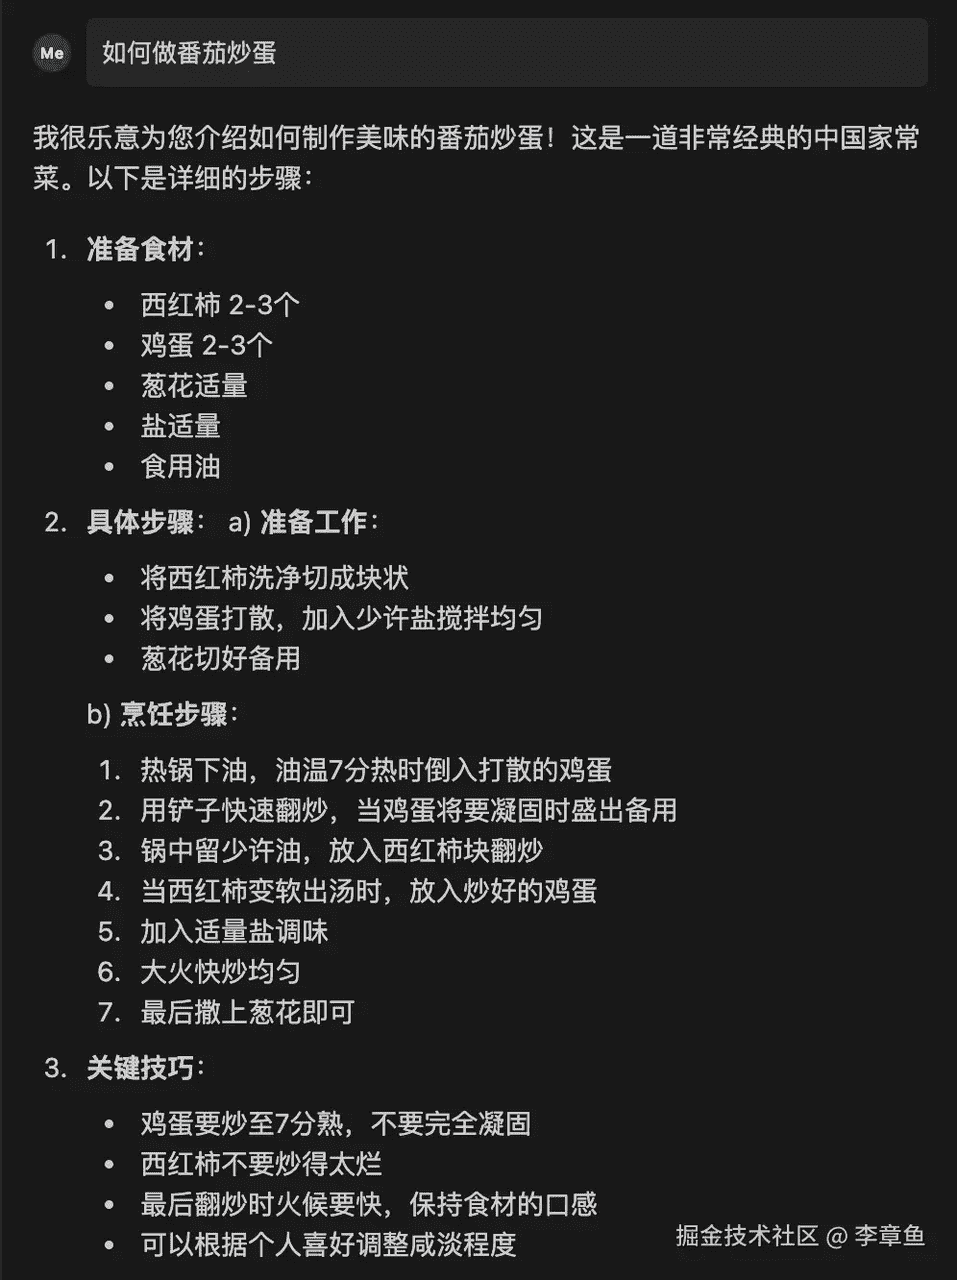 Me
如何做番茄炒蛋
我很乐意为您介绍如何制作美味的番茄炒蛋！这是一道非常经典的中国家常
菜。以下是详细的步骤：
1. 准备食材：
• 西红柿 2-3个
• 鸡蛋 2-3个
• 葱花适量
• 盐适量
• 食用油
2. 具体步骤： a) 准备工作：
• 将西红柿洗净切成块状
• 将鸡蛋打散，加入少许盐搅拌均匀
• 葱花切好备用
b) 烹饪步骤：
1. 热锅下油，油温7分热时倒入打散的鸡蛋
2. 用铲子快速翻炒，当鸡蛋将要凝固时盛出备用
3. 锅中留少许油，放入西红柿块翻炒
4. 当西红柿变软出汤时，放入炒好的鸡蛋
5. 加入适量盐调味
6. 大火快炒均匀
7. 最后撒上葱花即可
3. 关键技巧：
• 鸡蛋要炒至7分熟，不要完全凝固
• 西红柿不要炒得太烂
• 最后翻炒时火候要快，保持食材的口感
• 可以根据个人喜好调整咸淡程度
掘金技术社区 @ 李章鱼